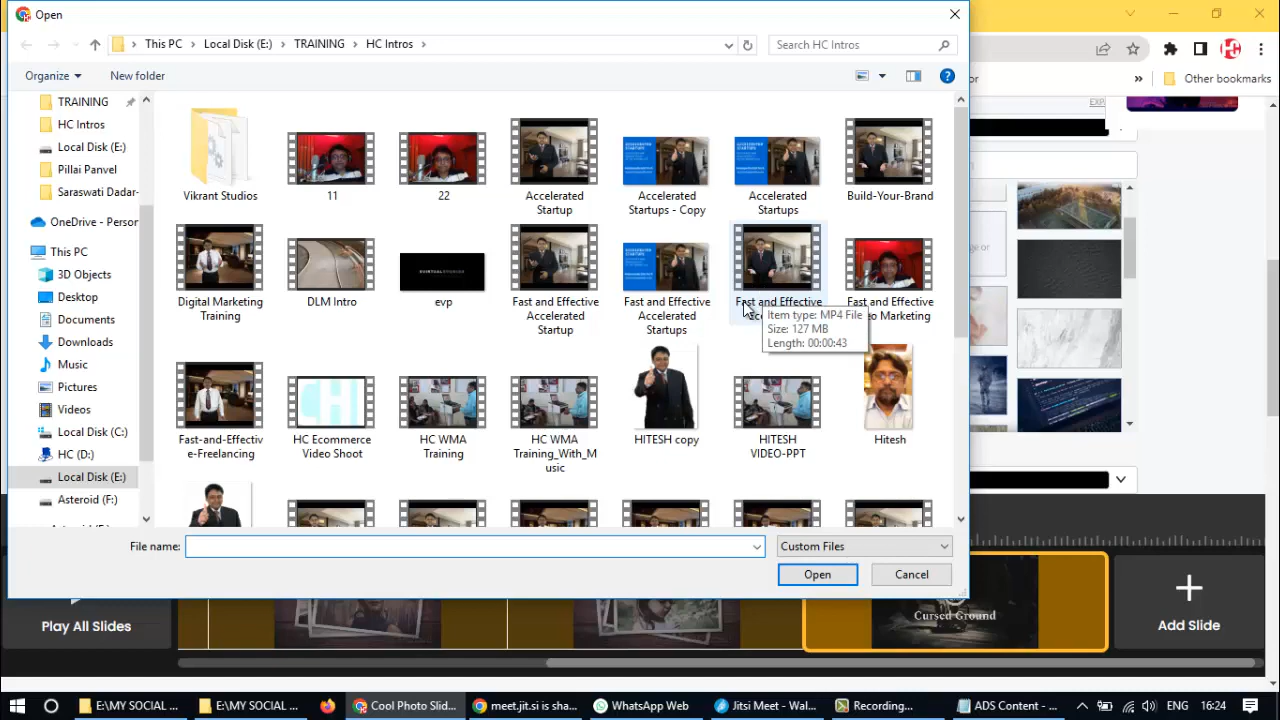 Open
This PC
Local Disk (E:)
TRAINING
HC Intros
Search HC Intros
Organize
New folder
Other bookmarks
TRAINING
HC Intros
Local Disk (E:)
Pillai Panvel
Saraswati Dadar-
OneDrive - Person
This PC
3D Objects
Desktop
Documents
Downloads
Music
Pictures
Videos
Local Disk (C:)
HC (D:)
Local Disk (E:)
Asteroid (F:)
Vikrant Studios
11
22
Accelerated
Startup
Accelerated
Startups - Copy
Accelerated
Startups
Build-Your-Brand
Digital Marketing
Training
DLM Intro
evp
Fast and Effective
Accelerated
Startup
Fast and Effective
Accelerated
Startups
Fast and Effective
Fast and Effective
Marketing
Item type: MP4 File
Size: 127 MB
Length: 00:00:43
Fast-and-Effectiv
e-Freelancing
HC Ecommerce
Video Shoot
HC WMA
Training
HC WMA
Training_With_M
usic
HITESH copy
HITESH
VIDEO-PPT
Hitesh
File name:
Custom Files
Open
Cancel
Play All Slides
Cursed Ground
Add Slide
E:\MY SOCIAL ...
E:\MY SOCIAL ...
Cool Photo Slid...
meet.jit.si is sha...
WhatsApp Web
Jitsi Meet - Wal...
Recording...
ADS Content - ...
ENG
16:24